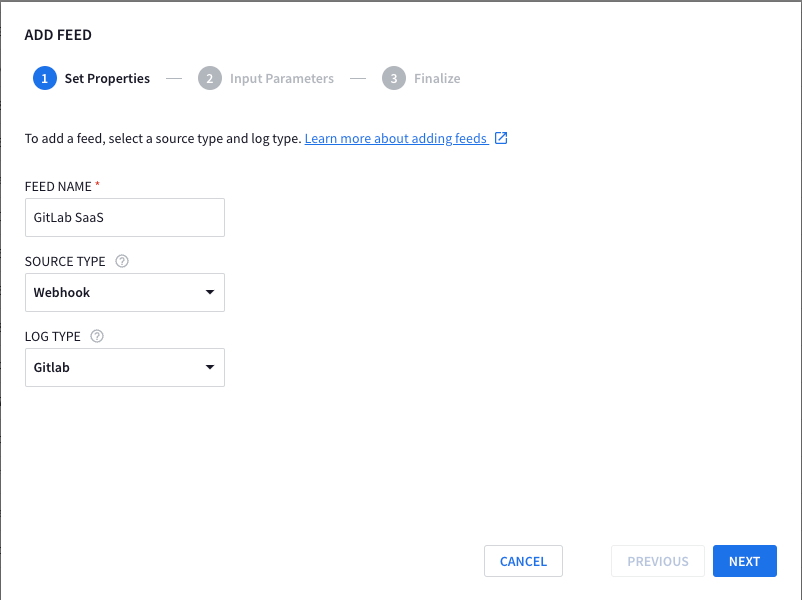 ADD FEED
1 Set Properties — 2 Input Parameters — 3 Finalize
To add a feed, select a source type and log type. Learn more about adding feeds
FEED NAME *
GitLab SaaS
SOURCE TYPE ?
Webhook
LOG TYPE ?
Gitlab
CANCEL PREVIOUS NEXT